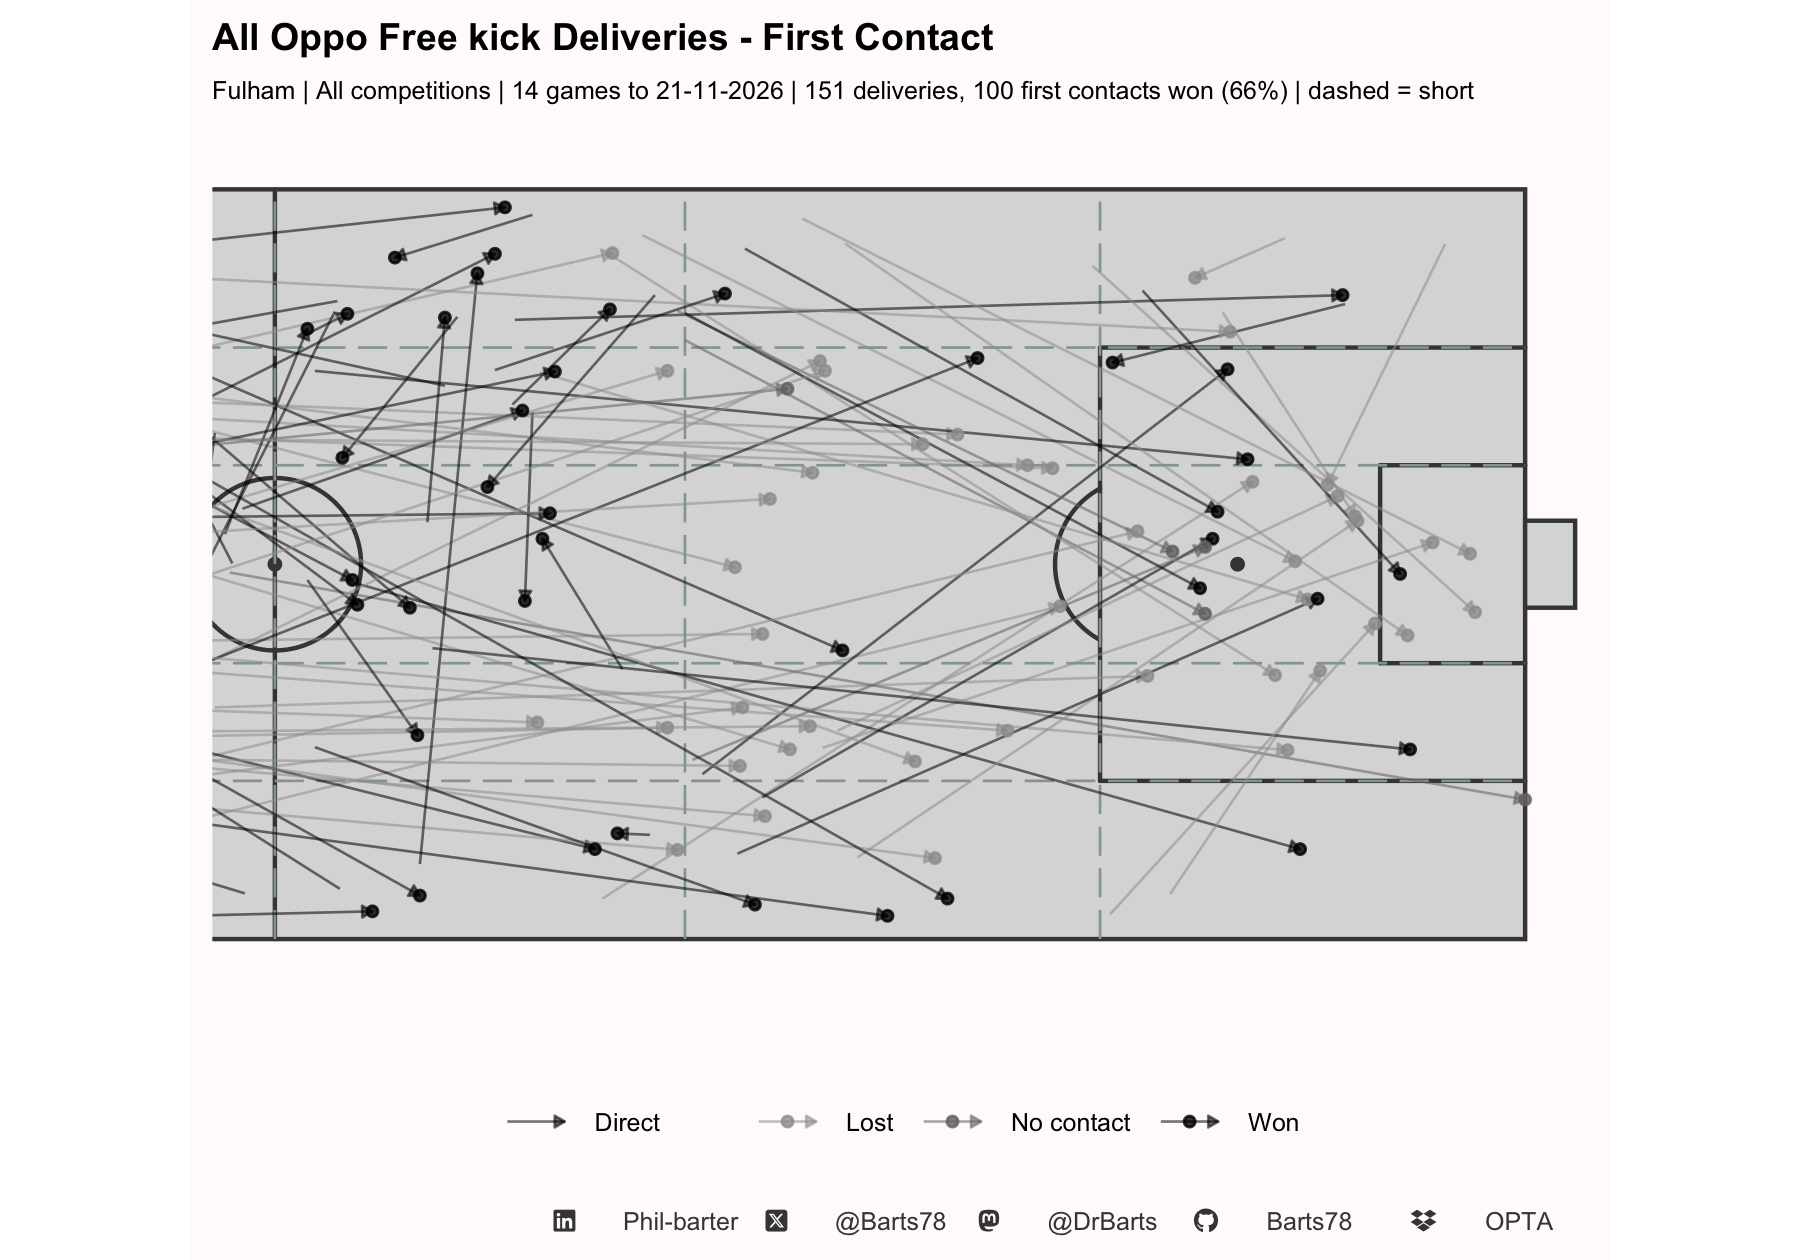 All Oppo Free kick Deliveries - First Contact
Fulham | All competitions | 14 games to 21-11-2026 | 151 deliveries, 100 first contacts won (66%) | dashed = short
Direct Lost No contact Won
Phil-barter @Barts78 @DrBarts Barts78 OPTA